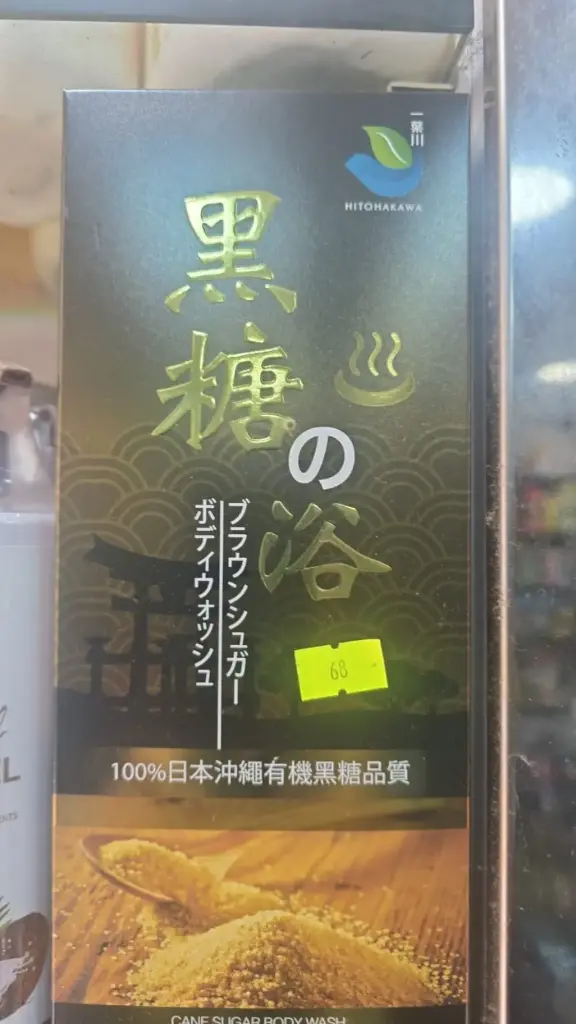 一葉川
HITOHAKAWA
黒糖の浴
ブラウンシュガー
ボディウォッシュ
68
100%日本沖繩有機黑糖品質
CANE SUGAR BODY WASH